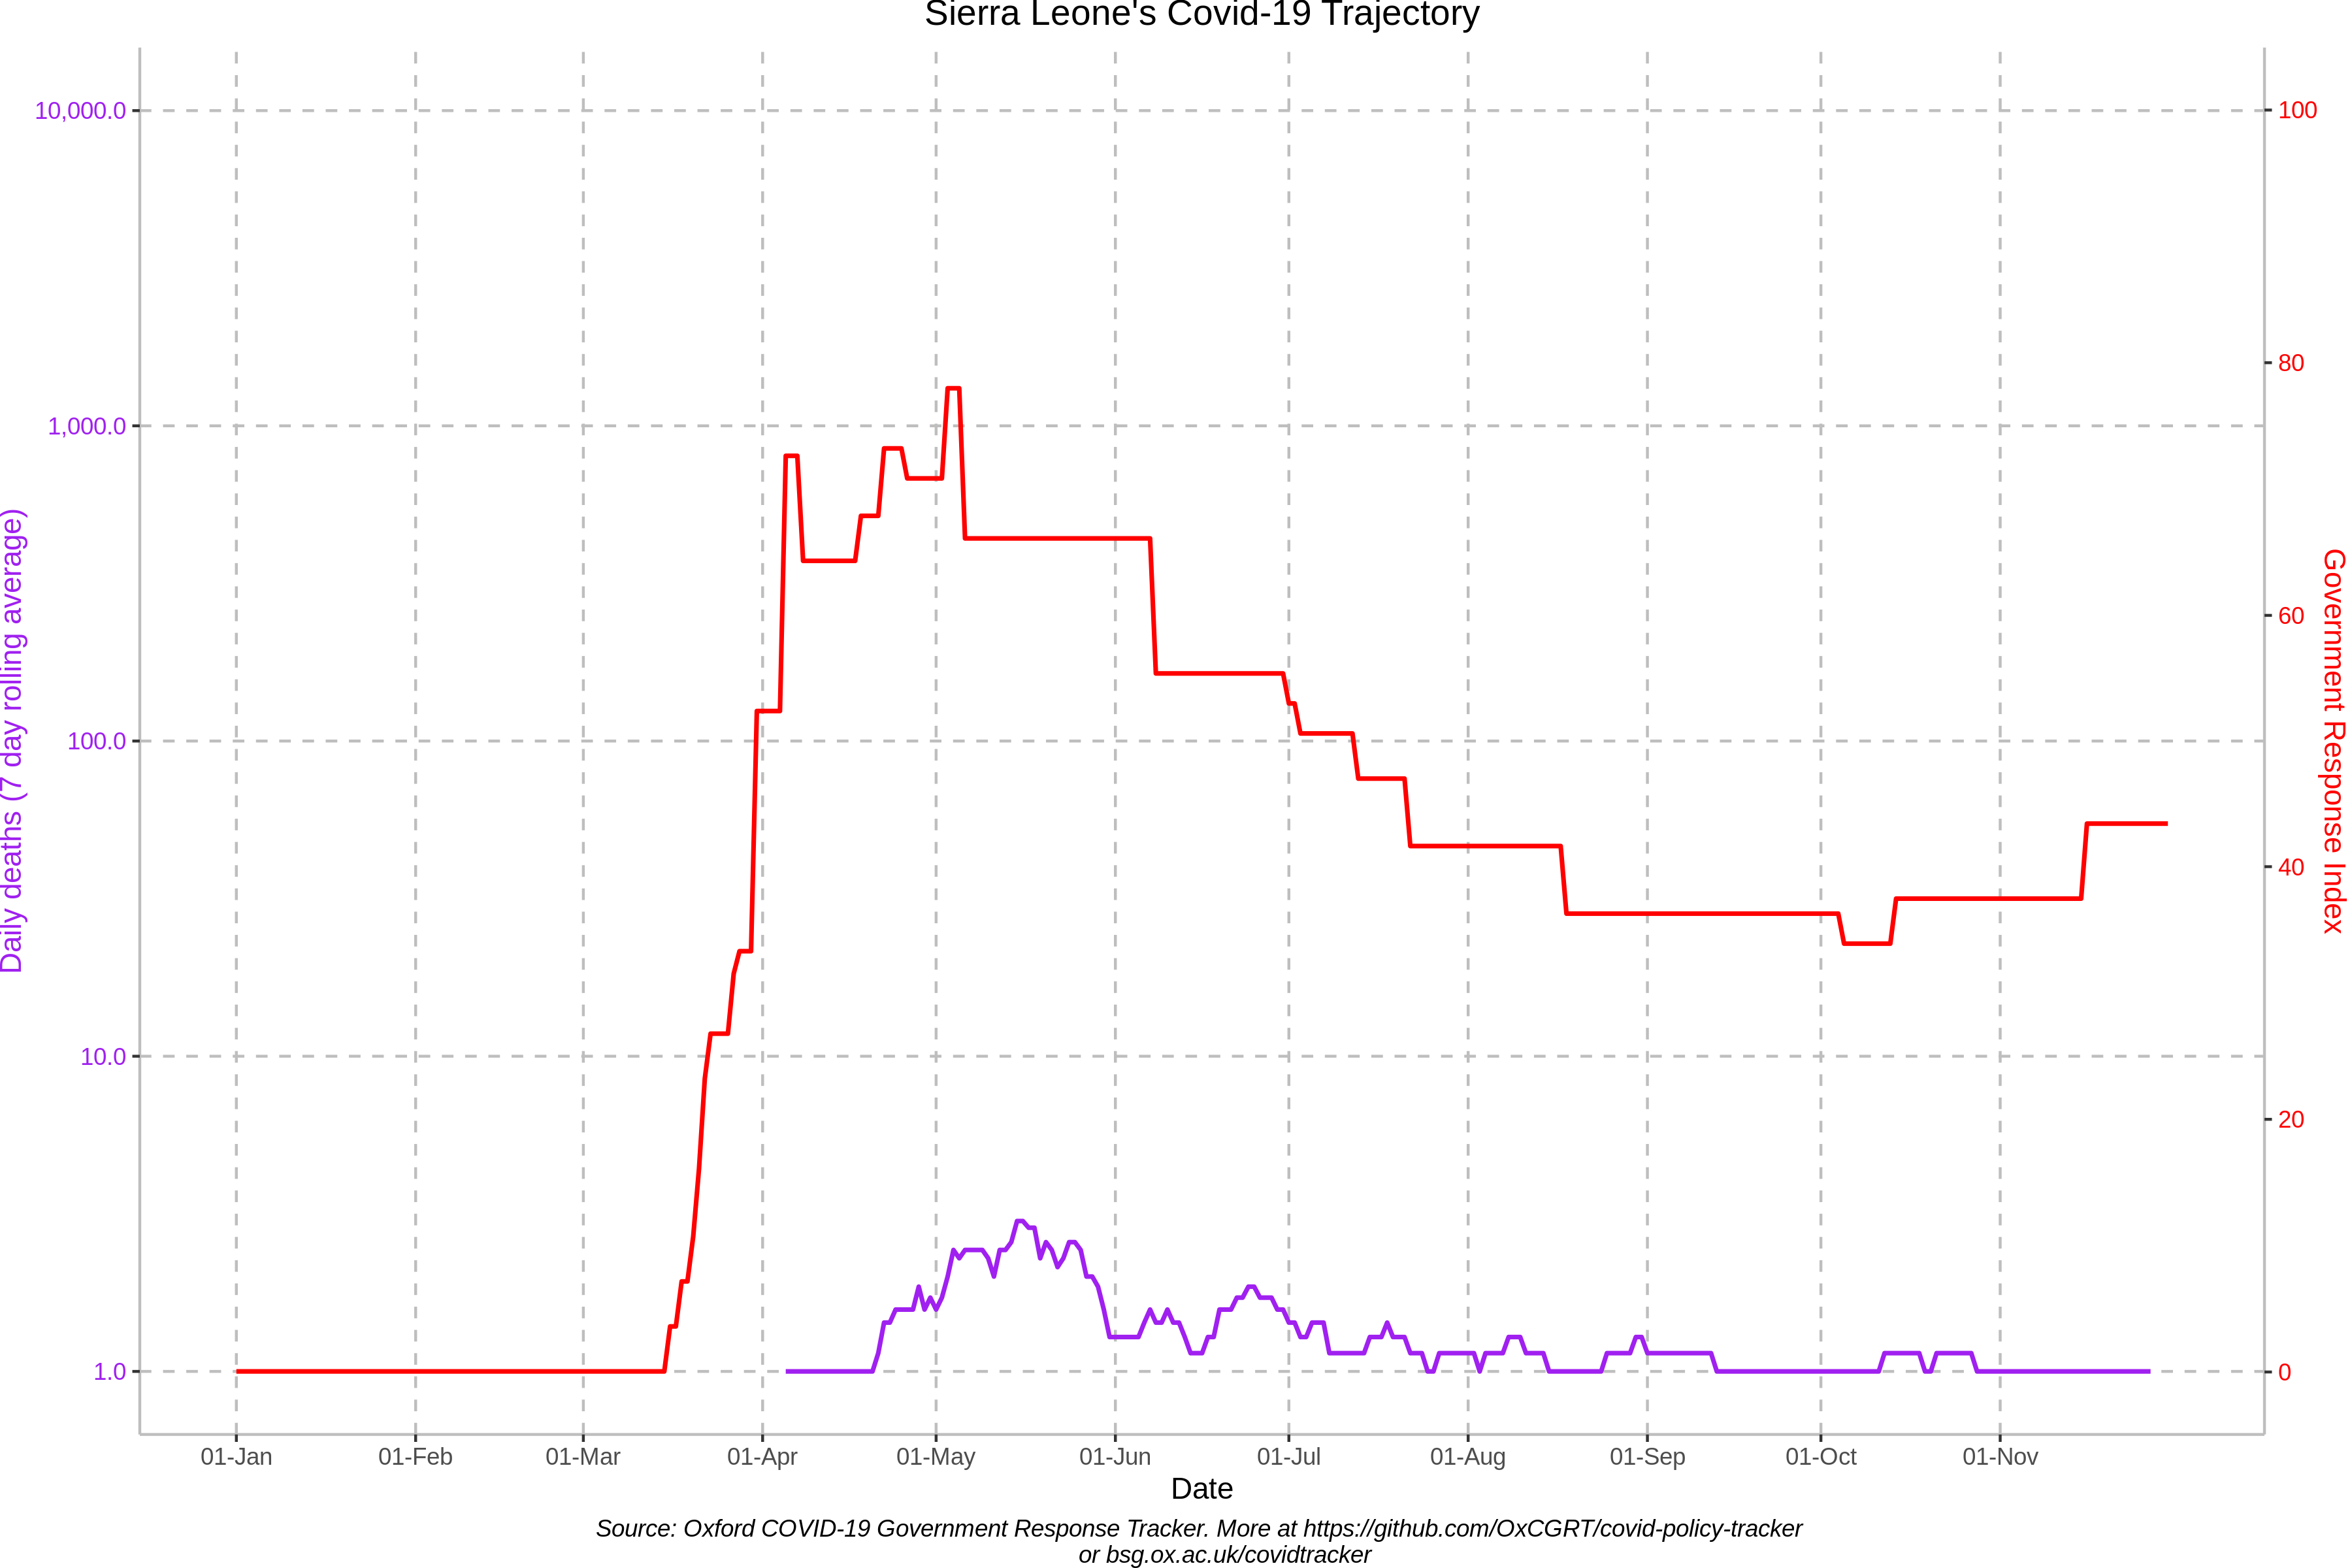 Sierra Leone's Covid-19 Trajectory
10,000.0
1,000.0
100.0
10.0
1.0
Daily deaths (7 day rolling average)
100
80
60
40
20
0
Government Response Index
01-Jan 01-Feb 01-Mar 01-Apr 01-May 01-Jun 01-Jul 01-Aug 01-Sep 01-Oct 01-Nov
Date
Source: Oxford COVID-19 Government Response Tracker. More at https://github.com/OxCGRT/covid-policy-tracker
or bsg.ox.ac.uk/covidtracker